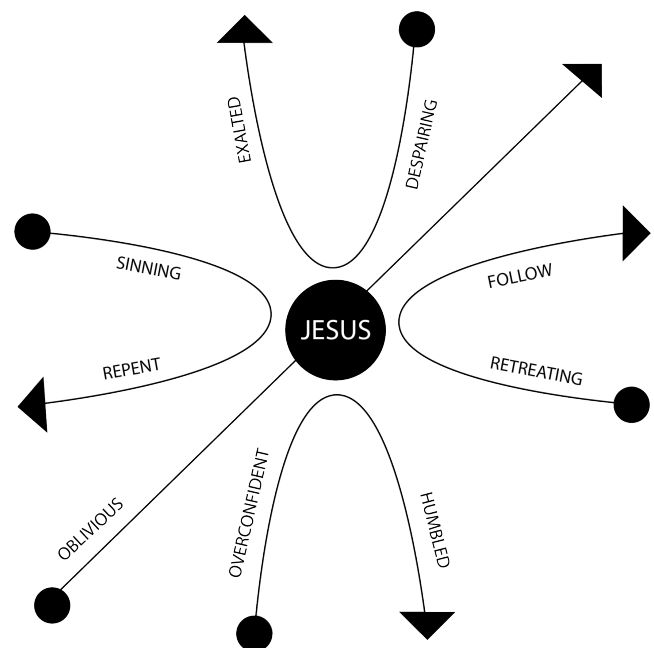 EXALTED
DESPAIRING
SINNING
FOLLOW
JESUS
REPENT
RETREATING
OBLIVIOUS
OVERCONFIDENT
HUMBLED